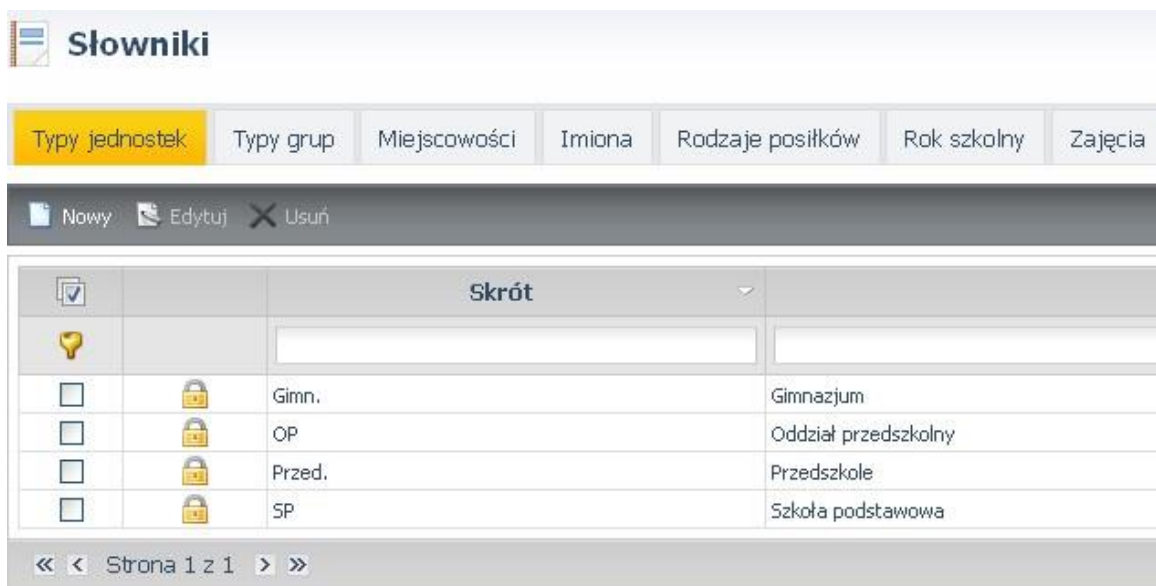 Słowniki
Typy jednostek Typy grup Miejscowości Imiona Rodzaje posiłków Rok szkolny Zajęcia
Nowy Edytuj Usuń
Skrót
Gimn. Gimnazjum
OP Oddział przedszkolny
Przed. Przedszkole
SP Szkoła podstawowa
« < Strona 1 z 1 > »